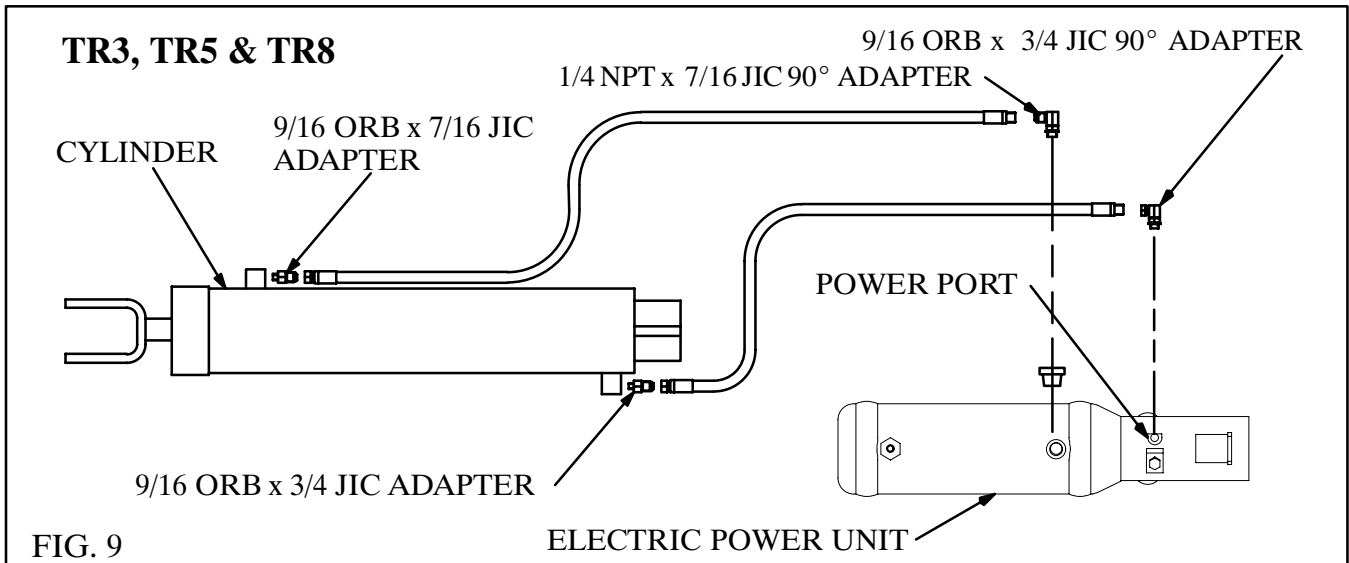 TR3, TR5 & TR8
9/16 ORB x 3/4 JIC 90° ADAPTER
1/4 NPT x 7/16 JIC 90° ADAPTER
9/16 ORB x 7/16 JIC
ADAPTER
CYLINDER
POWER PORT
9/16 ORB x 3/4 JIC ADAPTER
ELECTRIC POWER UNIT
FIG. 9